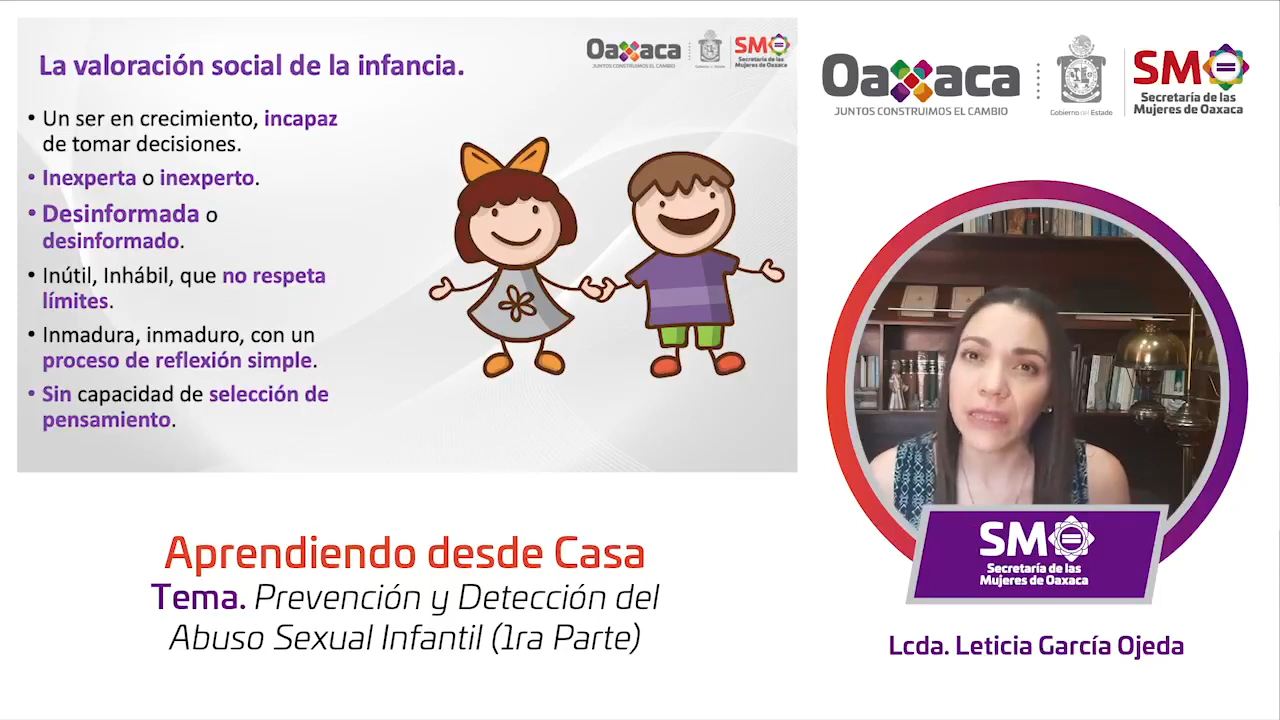 La valoración social de la infancia.
Oaxaca
JUNTOS CONSTRUIMOS EL CAMBIO
Gobierno del Estado
SM
Secretaría de las
Mujeres de Oaxaca
• Un ser en crecimiento, incapaz
de tomar decisiones.
• Inexperta o inexperto.
• Desinformada o
desinformado.
• Inútil, Inhábil, que no respeta
límites.
• Inmadura, inmaduro, con un
proceso de reflexión simple.
• Sin capacidad de selección de
pensamiento.
Oaxaca
JUNTOS CONSTRUIMOS EL CAMBIO
Gobierno del Estado
SM
Secretaría de las
Mujeres de Oaxaca
SM
Secretaría de las
Mujeres de Oaxaca
Aprendiendo desde Casa
Tema. Prevención y Detección del
Abuso Sexual Infantil (1ra Parte)
Lcda. Leticia García Ojeda